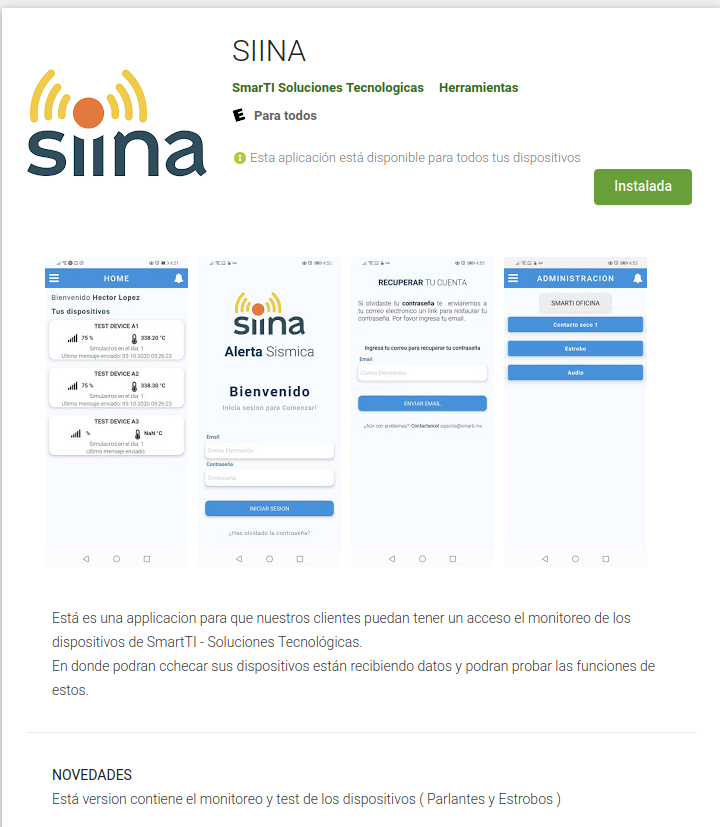 SIINA
SmarTI Soluciones Tecnologicas Herramientas
E Para todos
Esta aplicación está disponible para todos tus dispositivos
Instalada
siina
4:21
HOME
Bienvenido Hector Lopez
Tus dispositivos
TEST DEVICE A1
75 % 338.20 °C
Simulacros en el dia: 1
Ultimo mensaje enviado: 05-10-2020 05:26:23
TEST DEVICE A2
75 % 338.30 °C
Simulacros en el dia: 1
Ultimo mensaje enviado: 05-10-2020 05:26:23
TEST DEVICE A3
% NaN °C
Simulacros en el dia: 1
Ultimo mensaje enviado:
4:52
siina
Alerta Sismica
Bienvenido
Inicia sesion para Comenzar!
Email
Correo Electronico
Contraseña
Contraseña
INICIAR SESION
¿Has olvidado la contraseña?
4:53
RECUPERAR TU CUENTA
Si olvidaste tu contraseña te enviaremos a
tu correo electronico un link para restaurar tu
contraseña. Por favor ingresa tu email.
Ingresa tu correo para recuperar tu contraseña
Email
Correo Electronico
ENVIAR EMAIL
¿Aún con problemas? Contactanos! soporte@smarti.mx
4:53
ADMINISTRACION
SMARTI OFICINA
Contacto seco 1
Estrobo
Audio
Está es una applicacion para que nuestros clientes puedan tener un acceso el monitoreo de los
dispositivos de SmartTI - Soluciones Tecnológicas.
En donde podran cchecar sus dispositivos están recibiendo datos y podran probar las funciones de
estos.
NOVEDADES
Está version contiene el monitoreo y test de los dispositivos ( Parlantes y Estrobos )